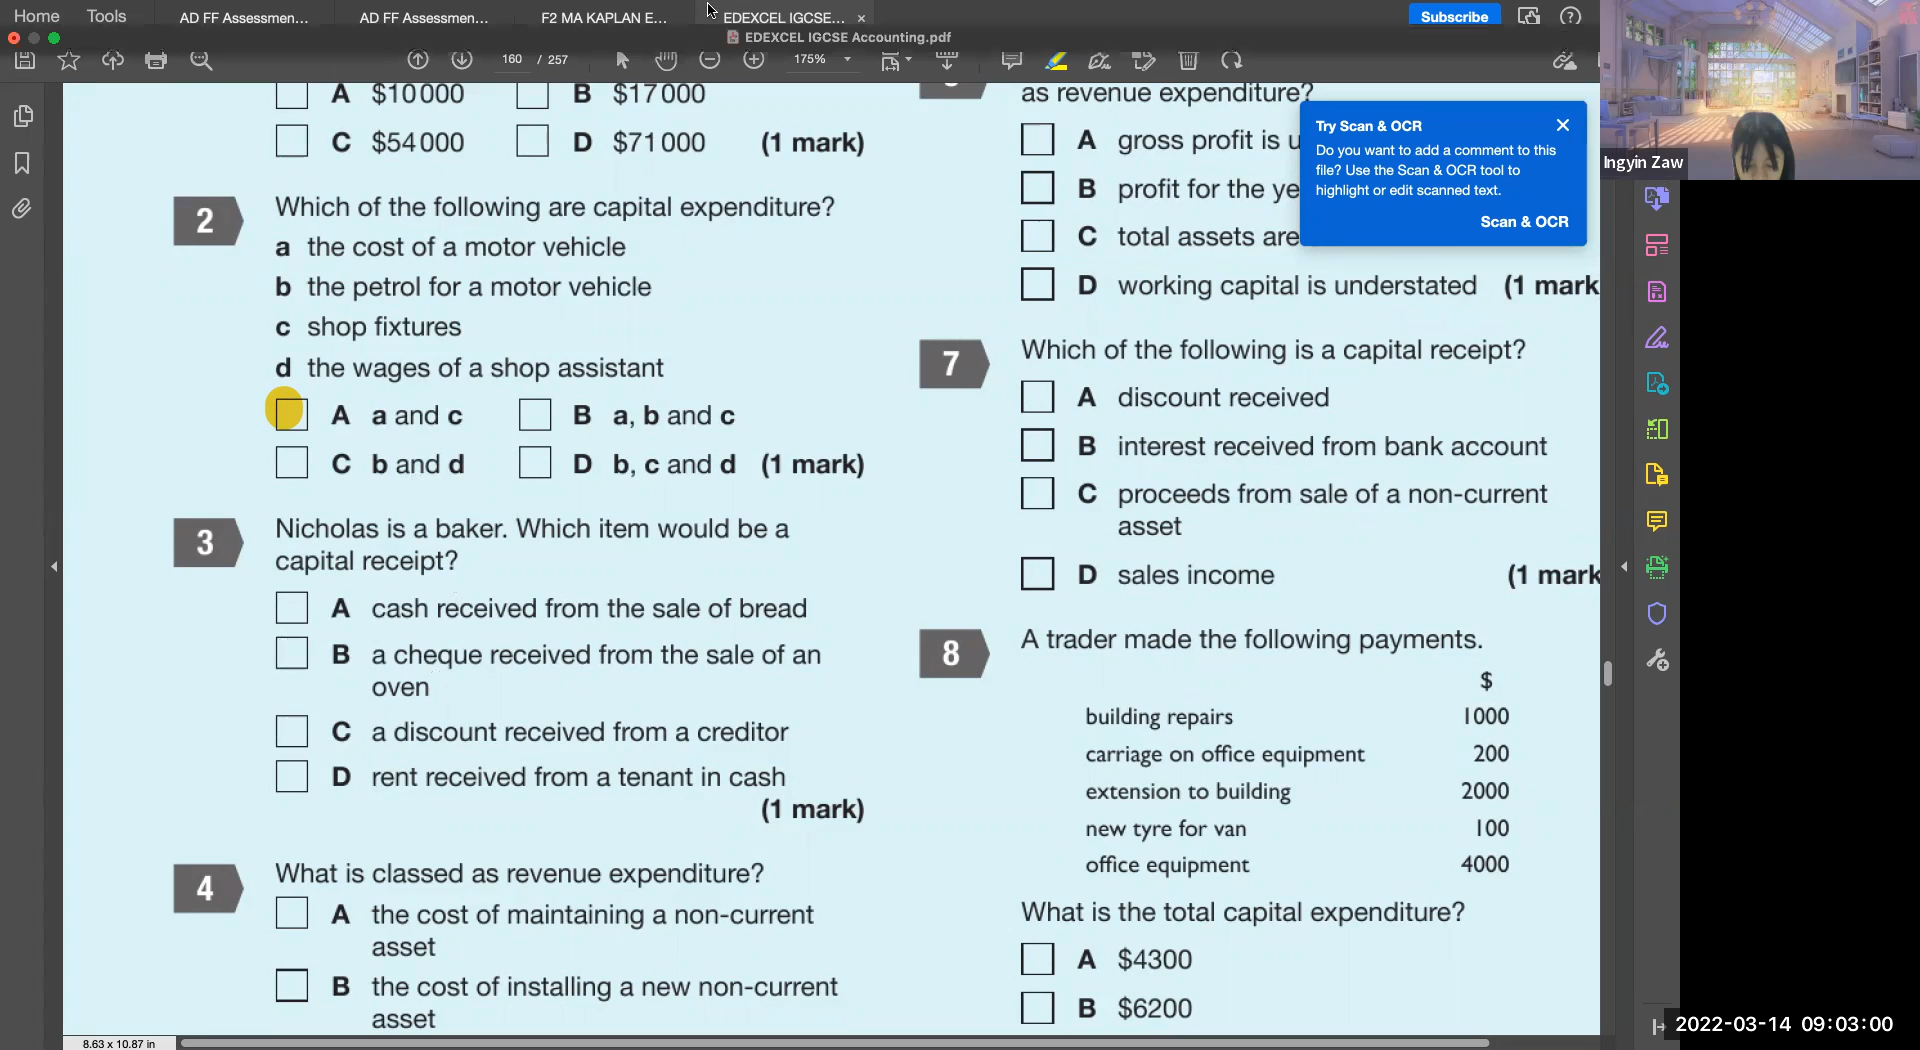 Home Tools AD FF Assessmen... AD FF Assessmen... F2 MA KAPLAN E... EDEXCEL IGCSE... × Subscribe
EDEXCEL IGCSE Accounting.pdf
160 / 257 175%
A $10000 B $17000
C $54000 D $71000 (1 mark)
2 Which of the following are capital expenditure?
a the cost of a motor vehicle
b the petrol for a motor vehicle
c shop fixtures
d the wages of a shop assistant
A a and c B a, b and c
C b and d D b, c and d (1 mark)
3 Nicholas is a baker. Which item would be a
capital receipt?
A cash received from the sale of bread
B a cheque received from the sale of an
oven
C a discount received from a creditor
D rent received from a tenant in cash
(1 mark)
4 What is classed as revenue expenditure?
A the cost of maintaining a non-current
asset
B the cost of installing a new non-current
asset
as revenue expenditure?
A gross profit is u
B profit for the ye
C total assets are
D working capital is understated (1 mark
7 Which of the following is a capital receipt?
A discount received
B interest received from bank account
C proceeds from sale of a non-current
asset
D sales income (1 mark
8 A trader made the following payments.
$
building repairs 1000
carriage on office equipment 200
extension to building 2000
new tyre for van 100
office equipment 4000
What is the total capital expenditure?
A $4300
B $6200
Try Scan & OCR
Do you want to add a comment to this
file? Use the Scan & OCR tool to
highlight or edit scanned text.
Scan & OCR
Ingyin Zaw
8.63 x 10.87 in
2022-03-14 09:03:00